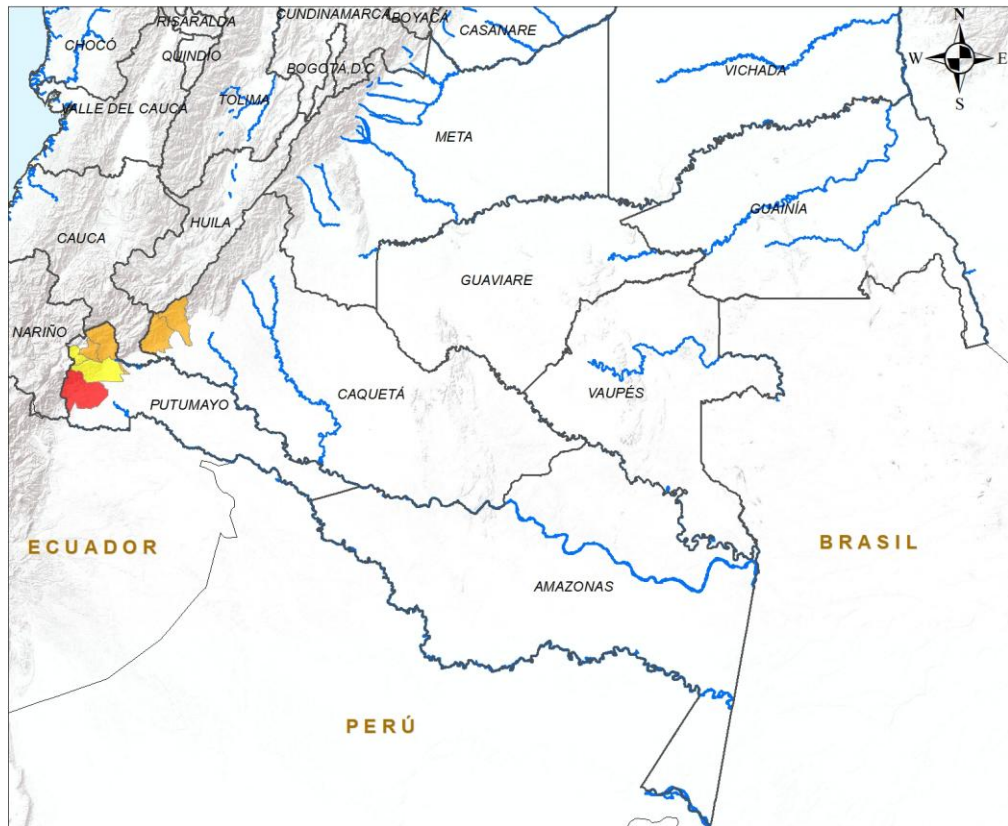 RISARALDA
CUNDINAMARCA
BOYACÁ
CASANARE
CHOCÓ
QUINDÍO
BOGOTÁ D.C
VICHADA
VALLE DEL CAUCA
TOLIMA
META
N
W
E
S
HUILA
GUAINÍA
CAUCA
GUAVIARE
NARIÑO
PUTUMAYO
CAQUETÁ
VAUPÉS
ECUADOR
BRASIL
AMAZONAS
PERÚ